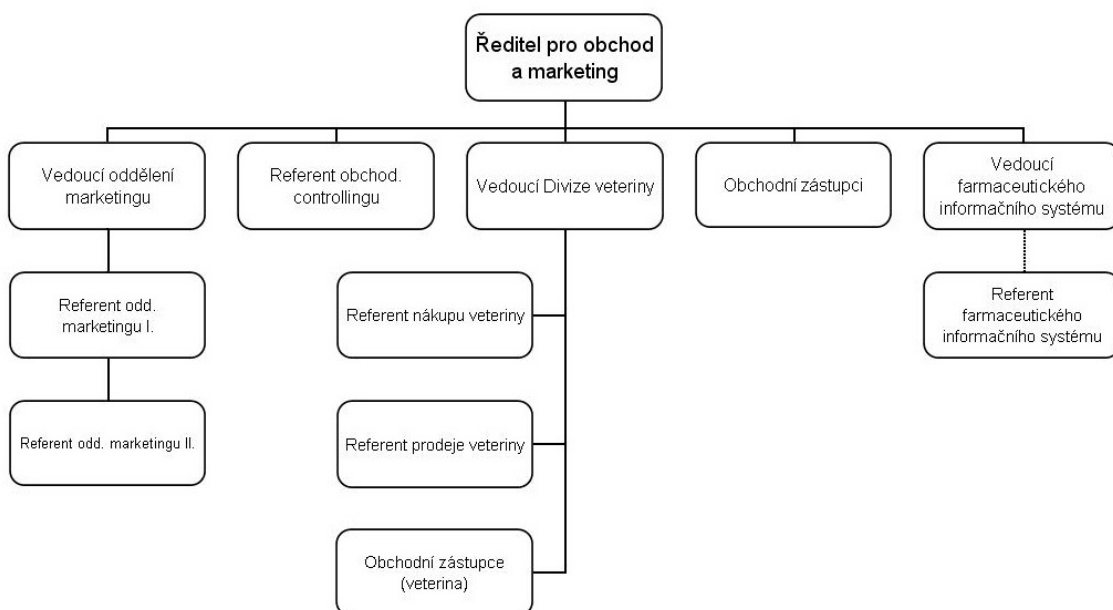 Ředitel pro obchod
a marketing
Vedoucí oddělení
marketingu
Referent obchod.
controllingu
Vedoucí Divize veteriny
Obchodní zástupci
Vedoucí
farmaceutického
informačního systému
Referent odd.
marketingu I.
Referent nákupu veteriny
Referent
farmaceutického
informačního systému
Referent odd. marketingu II.
Referent prodeje veteriny
Obchodní zástupce
(veterina)